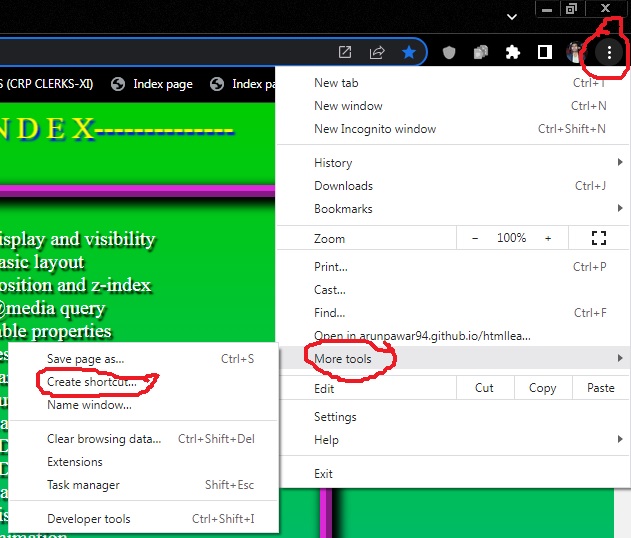 S (CRP CLERKS-XI) Index page Index pa
N D E X--------------
New tab Ctrl+T
New window Ctrl+N
New Incognito window Ctrl+Shift+N
History
Downloads Ctrl+J
Bookmarks
Zoom − 100% +
Print... Ctrl+P
Cast...
Find... Ctrl+F
Open in arunpawar94.github.io/htmllea...
More tools
Edit Cut Copy Paste
Settings
Help
Exit
isplay and visibility
asic layout
osition and z-index
@media query
able properties
Save page as... Ctrl+S
Create shortcut...
Name window...
Clear browsing data... Ctrl+Shift+Del
Extensions
Task manager Shift+Esc
Developer tools Ctrl+Shift+I
nimation